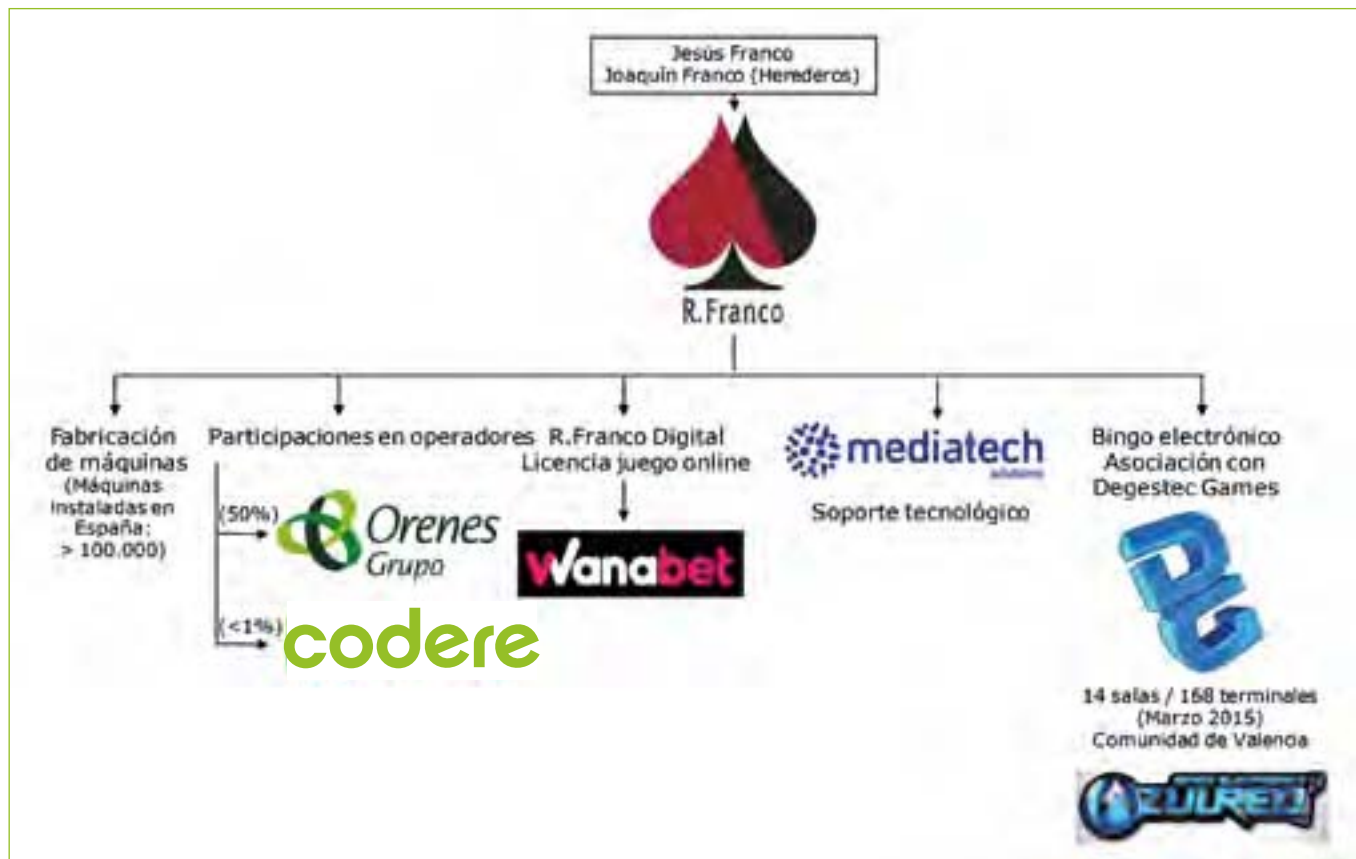 Jesús Franco
Joaquín Franco (Herederos)
R.Franco
Fabricación
de máquinas
(Máquinas
Instaladas en
España:
> 100.000)
Participaciones en operadores
(50%)
Orenes
Grupo
(<1%)
codere
R.Franco Digital
Licencia juego online
wanabet
mediatech
solutions
Soporte tecnológico
Bingo electrónico
Asociación con
Degestec Games
14 salas / 168 terminales
(Marzo 2015)
Comunidad de Valencia
AZULRED